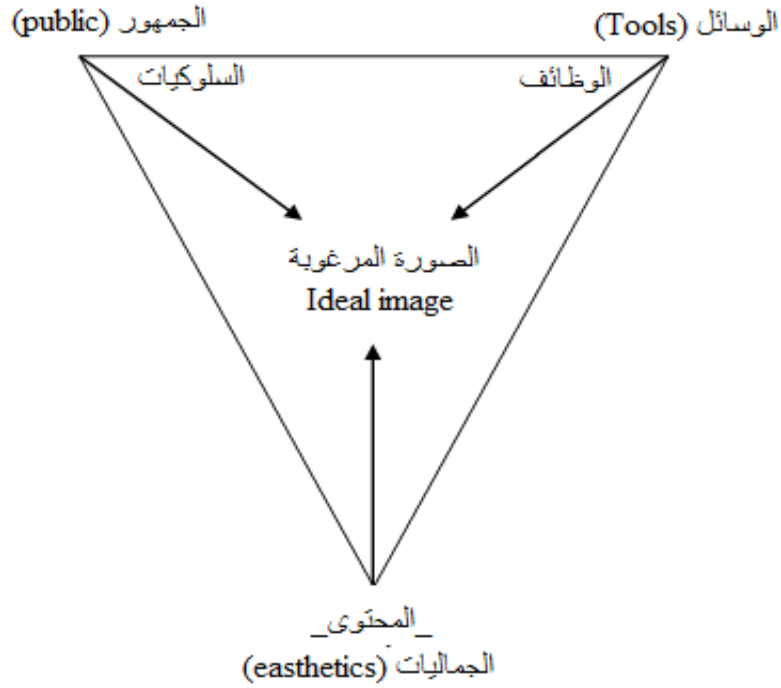 الوسائل (Tools)
الجمهور (public)
الوظائف
السلوكيات
الصورة المرغوبة
Ideal image
_المحتوى_
الجماليات (easthetics)